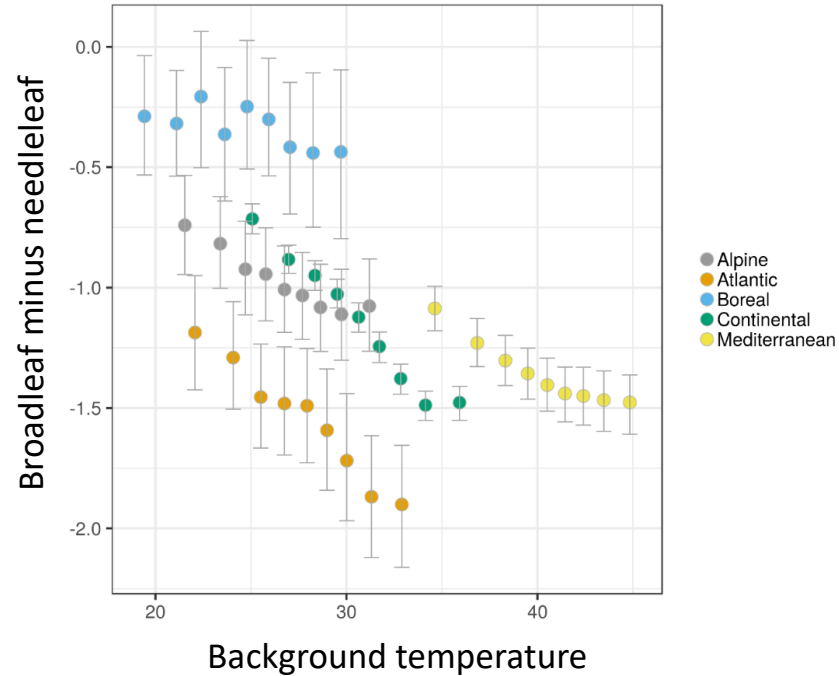 Broadleaf minus needleleaf
0.0
-0.5
-1.0
-1.5
-2.0
20
30
40
Background temperature
Alpine
Atlantic
Boreal
Continental
Mediterranean